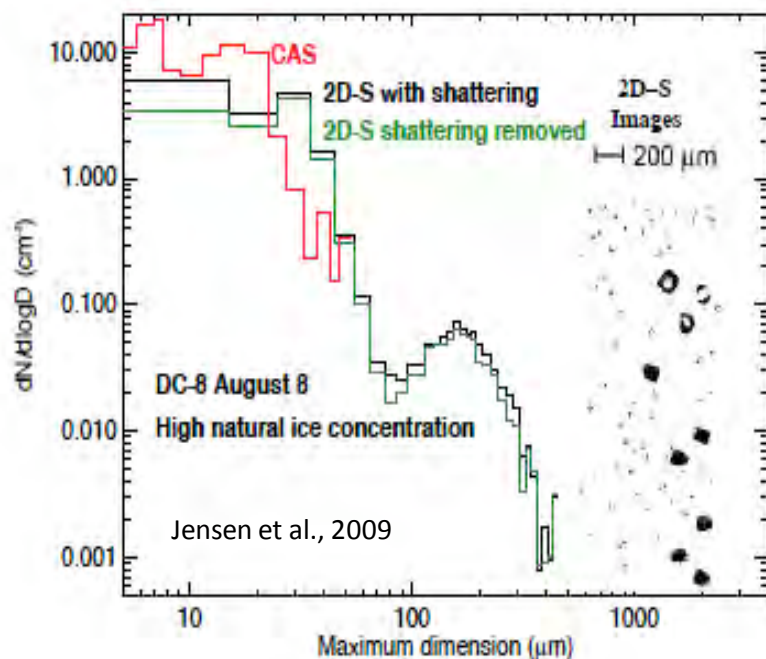 10.000
1.000
0.100
0.010
0.001
dN/dlogD (cm⁻³)
CAS
2D-S with shattering
2D-S shattering removed
2D–S
Images
200 µm
DC-8 August 8
High natural ice concentration
Jensen et al., 2009
10
100
1000
Maximum dimension (µm)